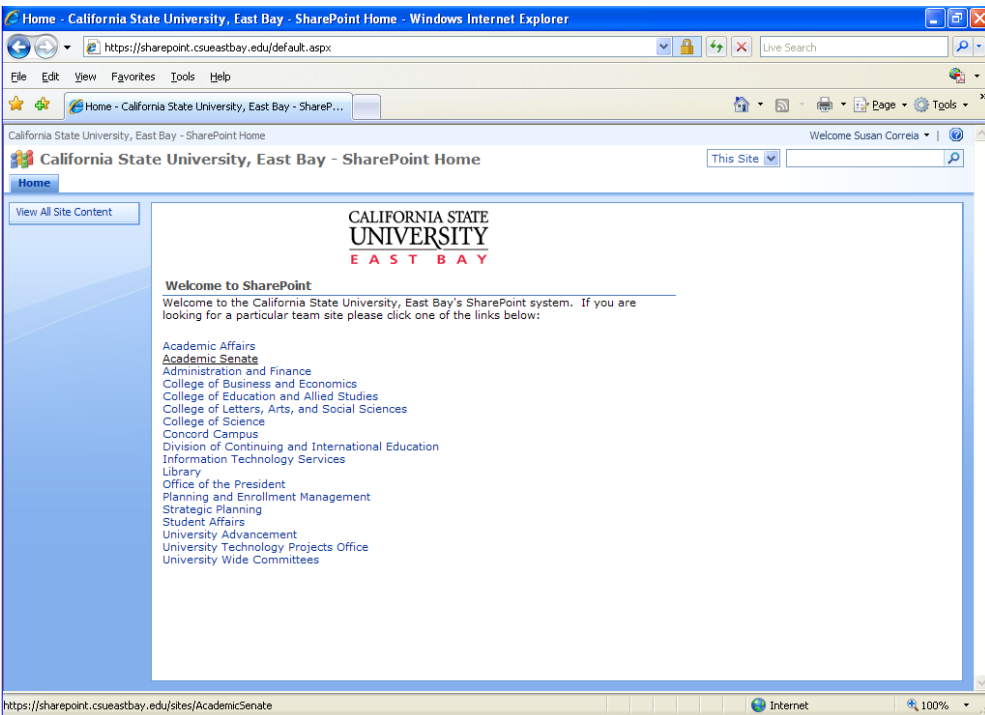 Home - California State University, East Bay - SharePoint Home - Windows Internet Explorer
https://sharepoint.csueastbay.edu/default.aspx
Live Search
File Edit View Favorites Tools Help
Home - California State University, East Bay - ShareP...
Page Tools
California State University, East Bay - SharePoint Home
Welcome Susan Correia
California State University, East Bay - SharePoint Home
This Site
Home
View All Site Content
CALIFORNIA STATE
UNIVERSITY
EAST BAY
Welcome to SharePoint
Welcome to the California State University, East Bay's SharePoint system. If you are
looking for a particular team site please click one of the links below:
Academic Affairs
Academic Senate
Administration and Finance
College of Business and Economics
College of Education and Allied Studies
College of Letters, Arts, and Social Sciences
College of Science
Concord Campus
Division of Continuing and International Education
Information Technology Services
Library
Office of the President
Planning and Enrollment Management
Strategic Planning
Student Affairs
University Advancement
University Technology Projects Office
University Wide Committees
https://sharepoint.csueastbay.edu/sites/AcademicSenate
Internet
100%